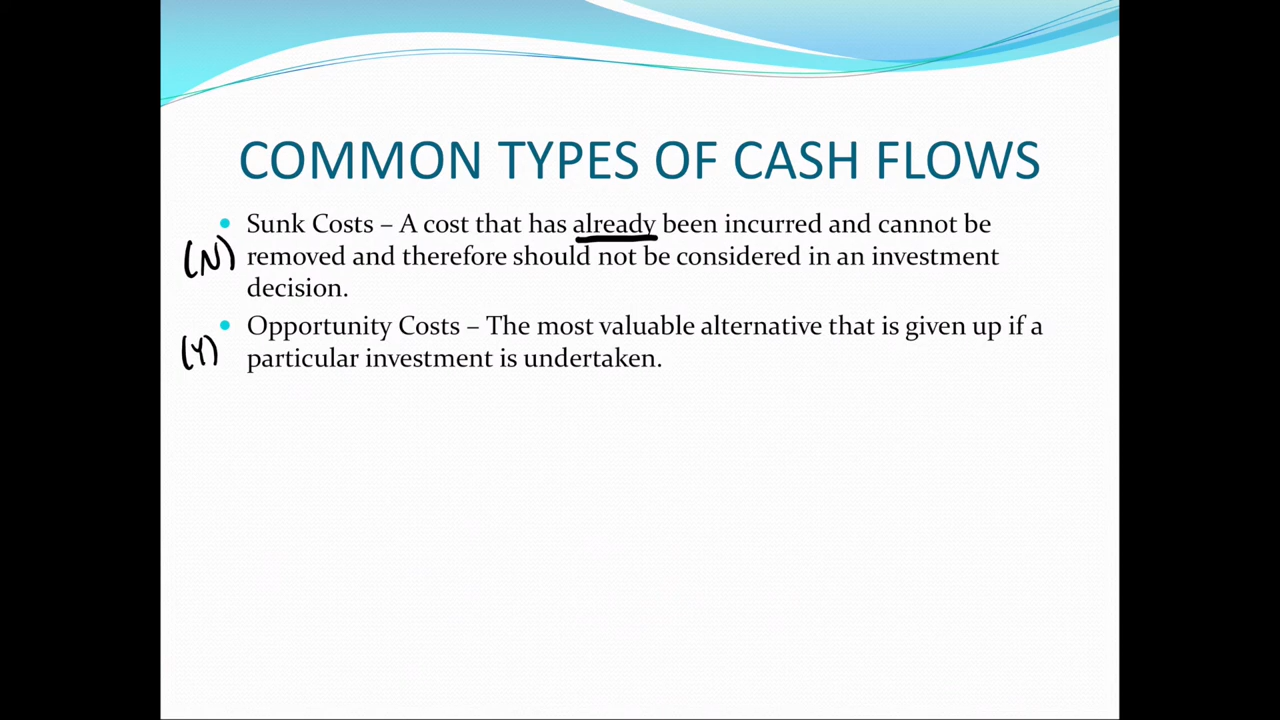 COMMON TYPES OF CASH FLOWS
• Sunk Costs – A cost that has already been incurred and cannot be
(N) removed and therefore should not be considered in an investment
decision.
• Opportunity Costs – The most valuable alternative that is given up if a
(Y) particular investment is undertaken.